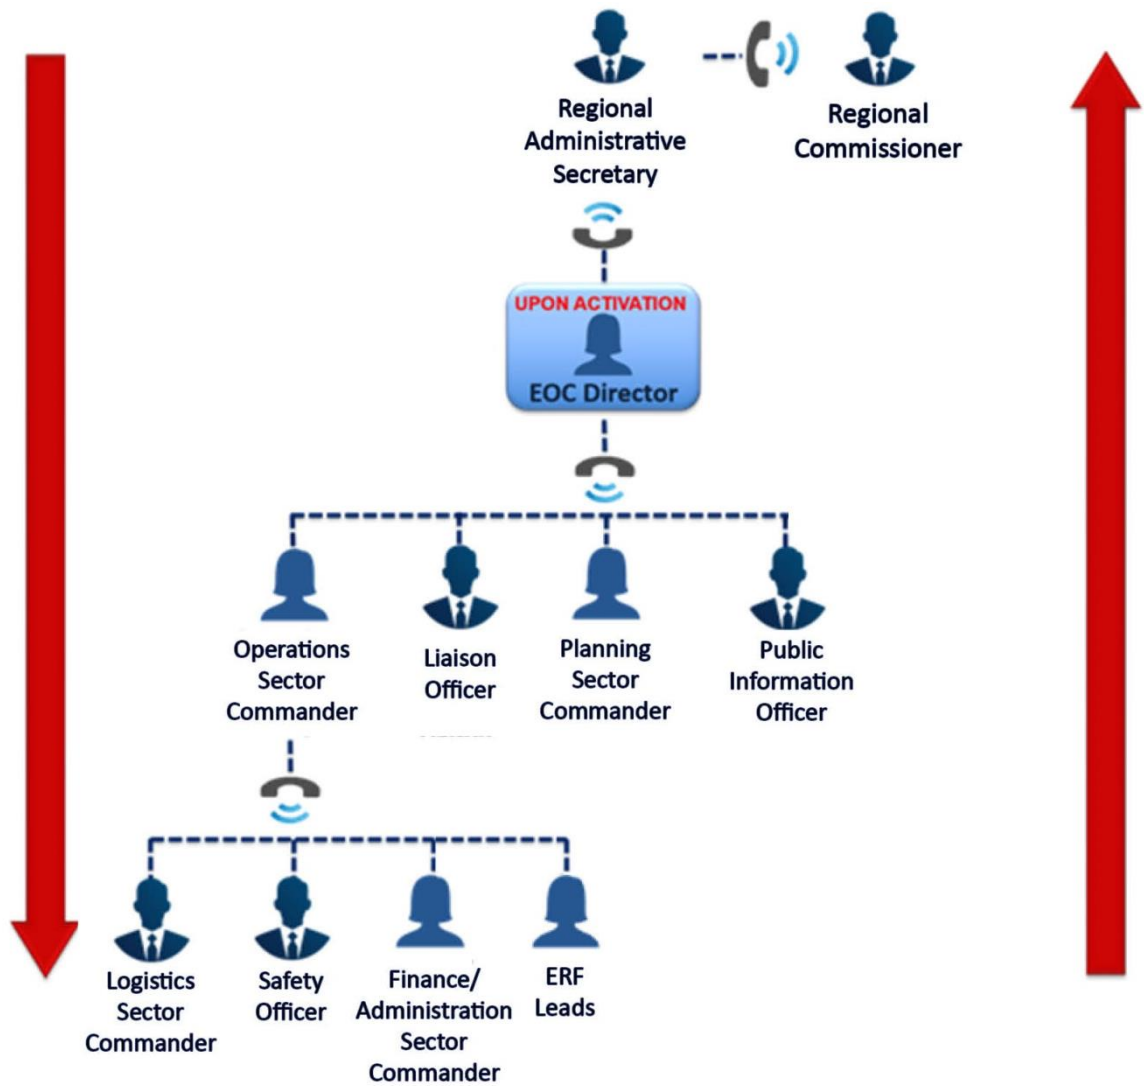 Regional
Administrative
Secretary
Regional
Commissioner
UPON ACTIVATION
EOC Director
Operations
Sector
Commander
Liaison
Officer
Planning
Sector
Commander
Public
Information
Officer
Logistics
Sector
Commander
Safety
Officer
Finance/
Administration
Sector
Commander
ERF
Leads